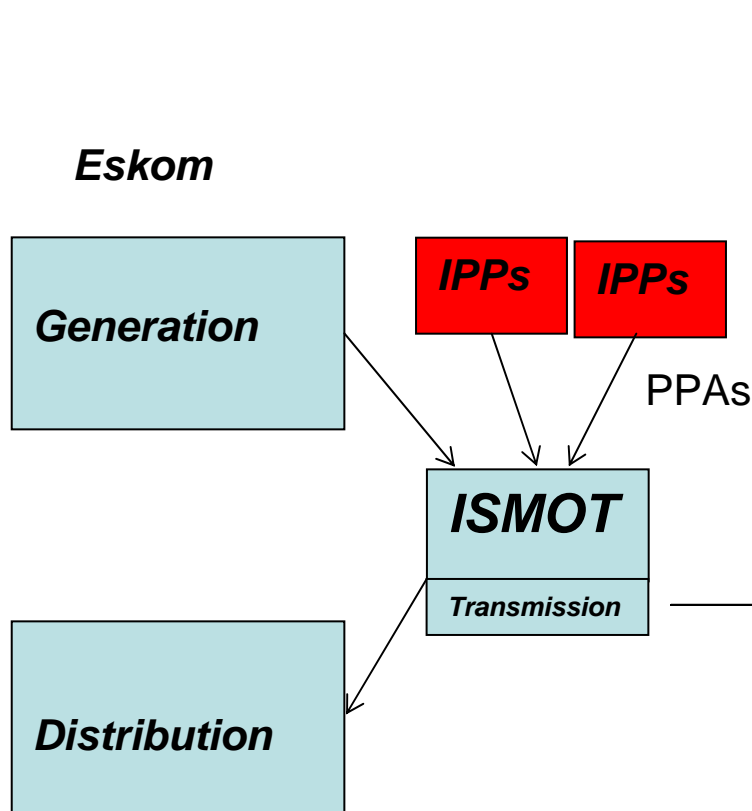 Eskom
Generation
IPPs
IPPs
PPAs
ISMOT
Transmission
Distribution